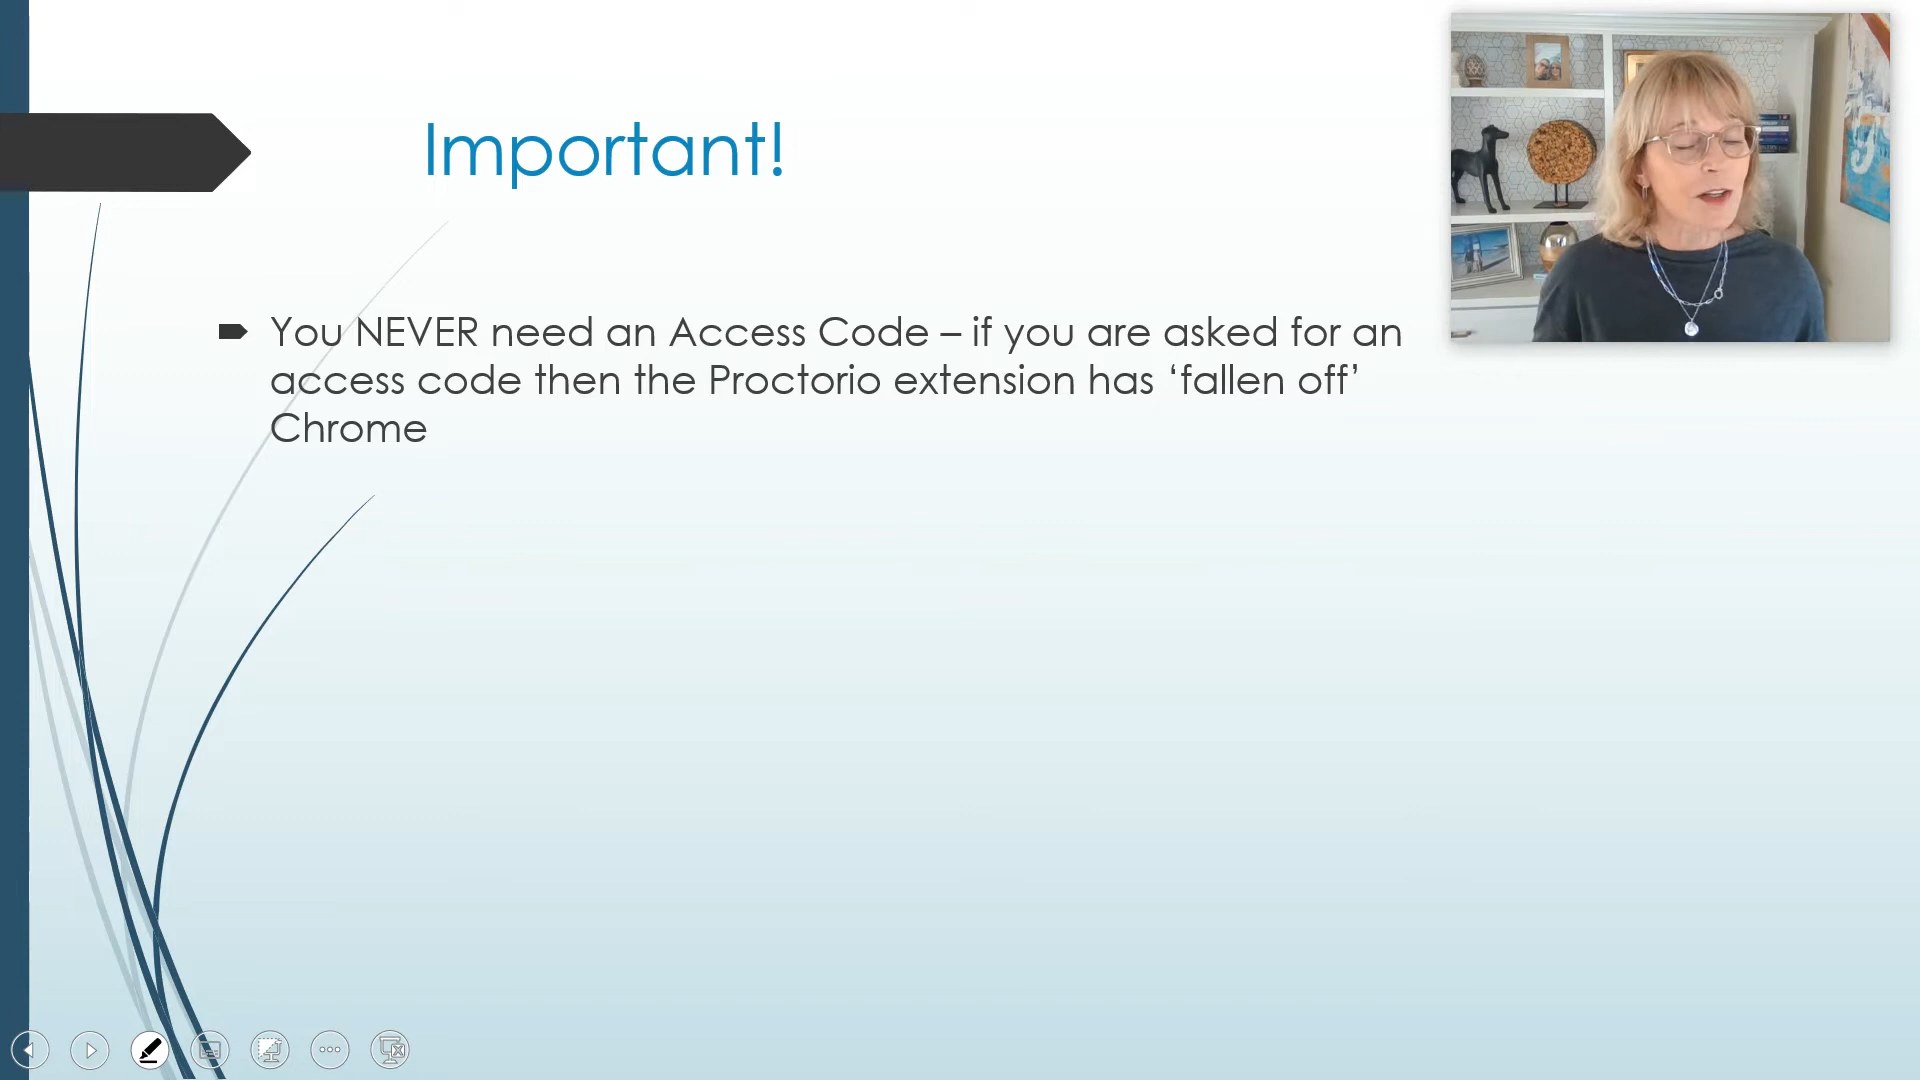 Important!
You NEVER need an Access Code – if you are asked for an
access code then the Proctorio extension has ‘fallen off’
Chrome